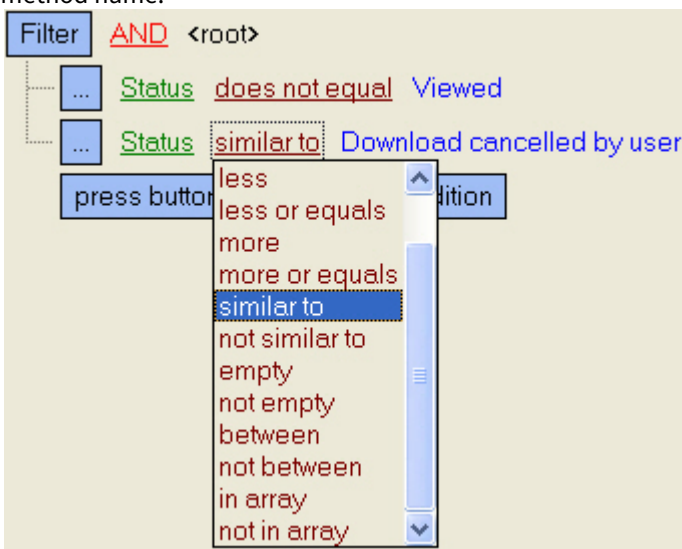 method name.
Filter AND <root>
... Status does not equal Viewed
... Status similar to Download cancelled by user
press button dition
less
less or equals
more
more or equals
similar to
not similar to
empty
not empty
between
not between
in array
not in array